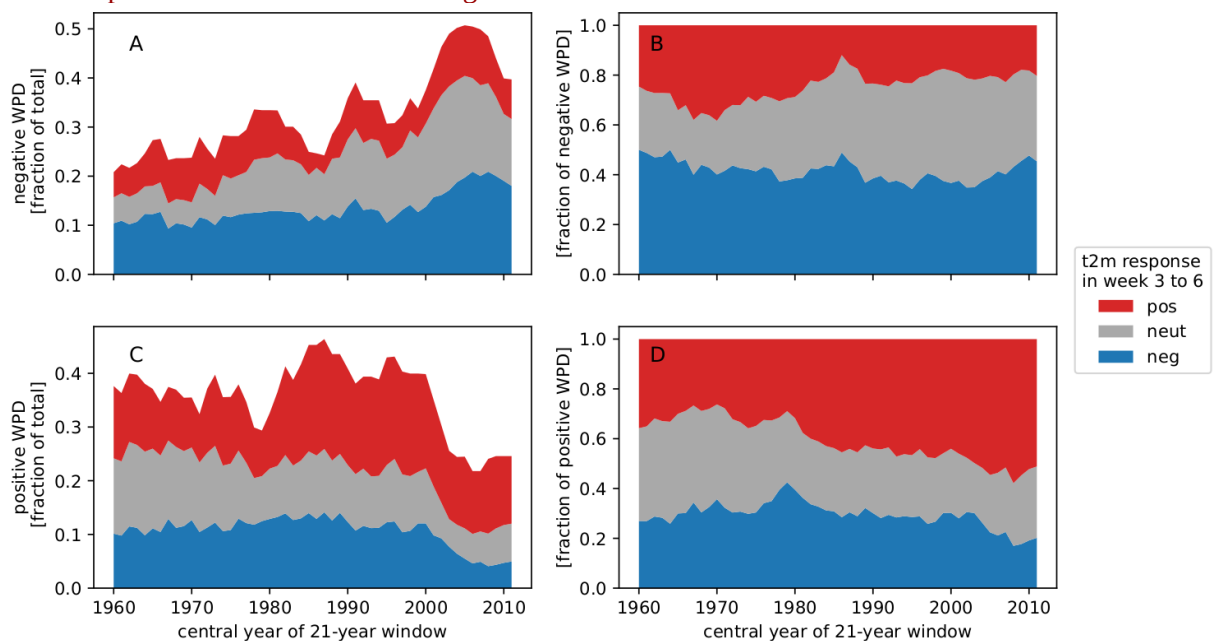 A
negative WPD
[fraction of total]
0.5
0.4
0.3
0.2
0.1
0.0
B
[fraction of negative WPD]
1.0
0.8
0.6
0.4
0.2
0.0
t2m response
in week 3 to 6
pos
neut
neg
C
positive WPD
[fraction of total]
0.4
0.3
0.2
0.1
0.0
1960 1970 1980 1990 2000 2010
central year of 21-year window
D
[fraction of positive WPD]
1.0
0.8
0.6
0.4
0.2
0.0
1960 1970 1980 1990 2000 2010
central year of 21-year window